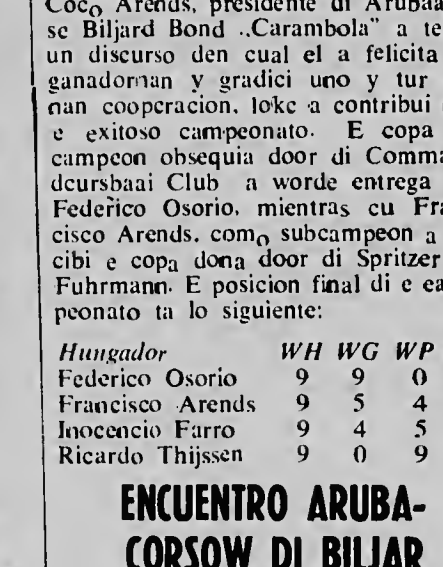 Coco Arends, presidente di Arubaa
se Biljard Bond ..Carambola" a te
un discurso den cual el a felicita
ganadornan y gradici uno y tur
nan cooperacion, loke a contribui
e exitoso campeonato. E copa
campeon obsequia door di Comma
deursbaai Club a worde entrega
Federico Osorio, mientras cu Fra
cisco Arends, como subcampeon a
cibi e copa dona door di Spritzer
Fuhrmann. E posicion final di e ea
peonato ta lo siguiente:
Hungador WH WG WP
Federico Osorio 9 9 0
Francisco Arends 9 5 4
Inocencio Farro 9 4 5
Ricardo Thijssen 9 0 9
ENCUENTRO ARUBA-
CORSOW DI BILJAR